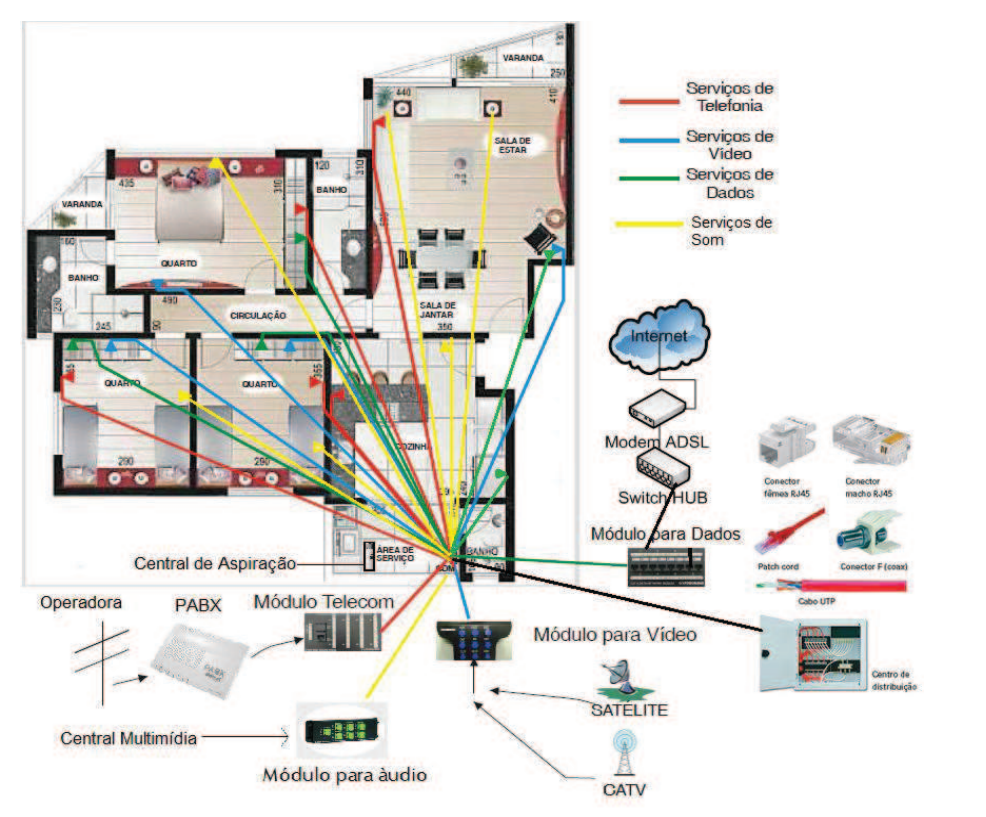 VARANDA
130
250
440
410
SALA DE
ESTAR
Serviços de
Telefonia
Serviços de
Vídeo
Serviços de
Dados
Serviços de
Som
435
310
120
310
BANHO
VARANDA
QUARTO
160
BANHO
230
245
490
90
CIRCULAÇÃO
SALA DE
JANTAR
350
QUARTO
QUARTO
355
290
290
COZINHA
240
ÁREA DE
SERVIÇO
BANHO
Internet
Modem ADSL
Switch HUB
Módulo para Dados
Conector
fêmea RJ45
Conector
macho RJ45
Patch cord
Conector F (coax)
Cabo UTP
Centro de
distribuição
Central de Aspiração
Operadora
PABX
Módulo Telecom
PABX
Módulo para Vídeo
SATELITE
CATV
Central Multimídia
Módulo para àudio